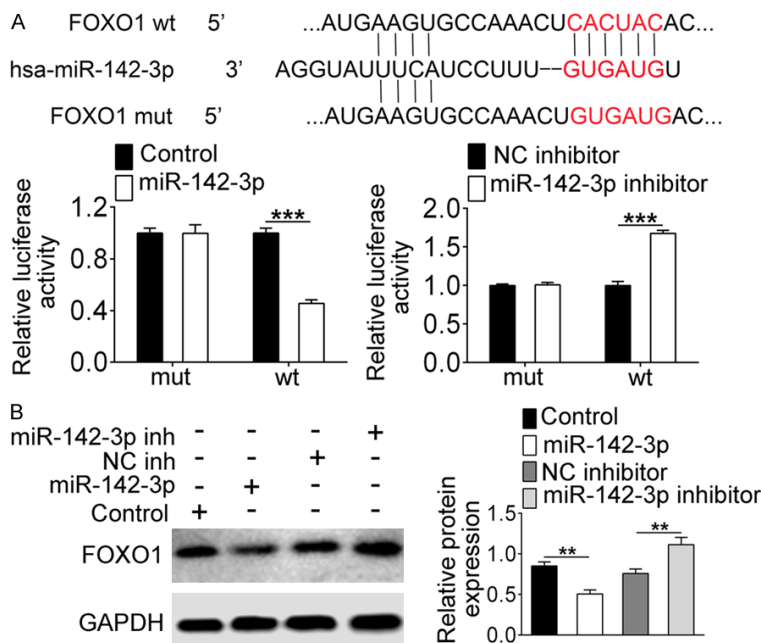 A
FOXO1 wt 5’ ...AUGAAGUGCCAAACUCACUACAC...
hsa-miR-142-3p 3’ AGGUAUUUCAUCCUUU--GUGAUGU
FOXO1 mut 5’ ...AUGAAGUGCCAAACUGUGAUGAC...
Control
miR-142-3p
Relative luciferase
activity
1.2
0.8
0.4
0.0
***
mut wt
NC inhibitor
miR-142-3p inhibitor
Relative luciferase
activity
2.0
1.5
1.0
0.5
0.0
***
mut wt
B
miR-142-3p inh - - - +
NC inh - - + -
miR-142-3p - + - -
Control + - - -
FOXO1
GAPDH
Control
miR-142-3p
NC inhibitor
miR-142-3p inhibitor
Relative protein
expression
1.5
1.0
0.5
0.0
**
**